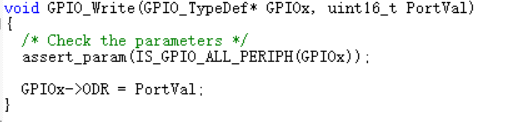 void GPIO_Write(GPIO_TypeDef* GPIOx, uint16_t PortVal)
{
  /* Check the parameters */
  assert_param(IS_GPIO_ALL_PERIPH(GPIOx));

  GPIOx->ODR = PortVal;
}